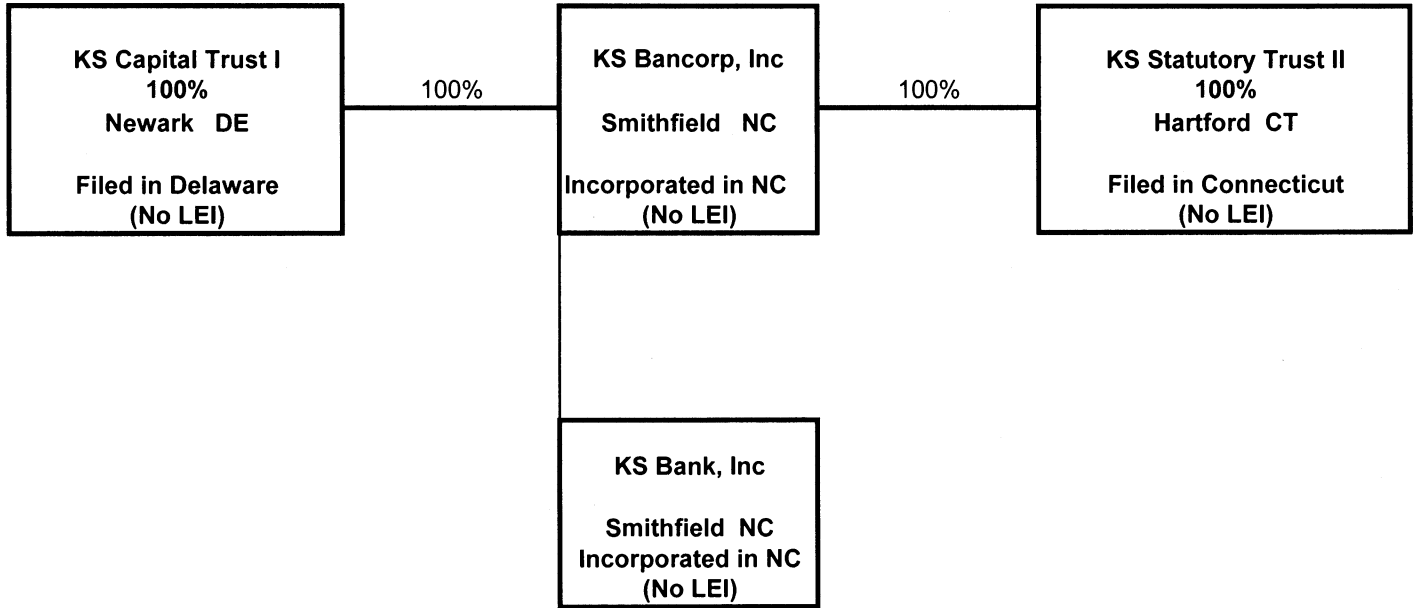 KS Capital Trust I
100%
Newark DE
Filed in Delaware
(No LEI)
100%
KS Bancorp, Inc
Smithfield NC
Incorporated in NC
(No LEI)
100%
KS Statutory Trust II
100%
Hartford CT
Filed in Connecticut
(No LEI)
KS Bank, Inc
Smithfield NC
Incorporated in NC
(No LEI)